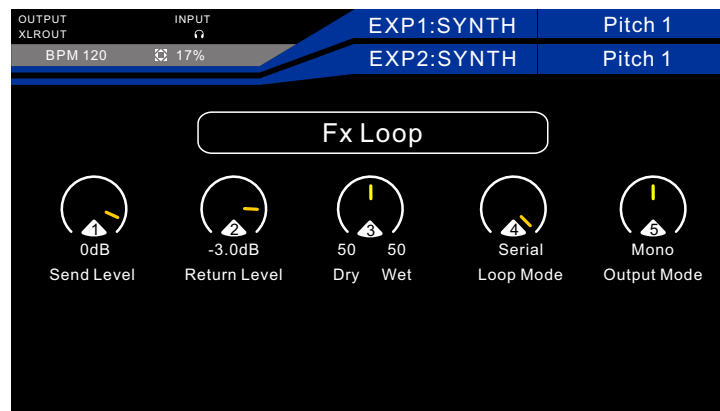 OUTPUT INPUT
XLROUT
BPM 120 17%
EXP1:SYNTH Pitch 1
EXP2:SYNTH Pitch 1
Fx Loop
1 2 3 4 5
0dB -3.0dB 50 50 Serial Mono
Send Level Return Level Dry Wet Loop Mode Output Mode